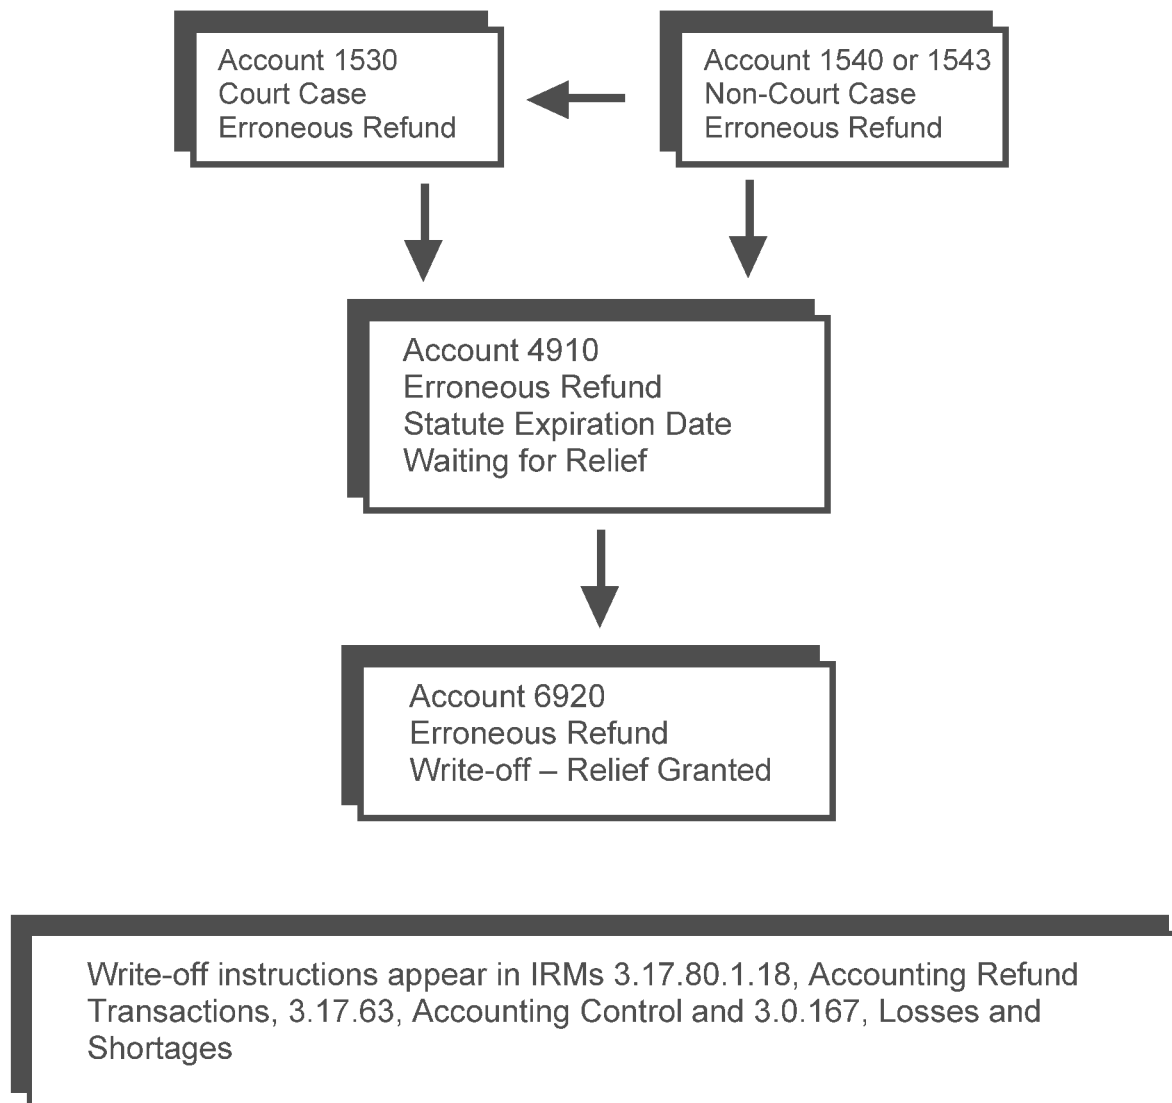 Account 1530
Court Case
Erroneous Refund
Account 1540 or 1543
Non-Court Case
Erroneous Refund
Account 4910
Erroneous Refund
Statute Expiration Date
Waiting for Relief
Account 6920
Erroneous Refund
Write-off – Relief Granted
Write-off instructions appear in IRMs 3.17.80.1.18, Accounting Refund
Transactions, 3.17.63, Accounting Control and 3.0.167, Losses and
Shortages